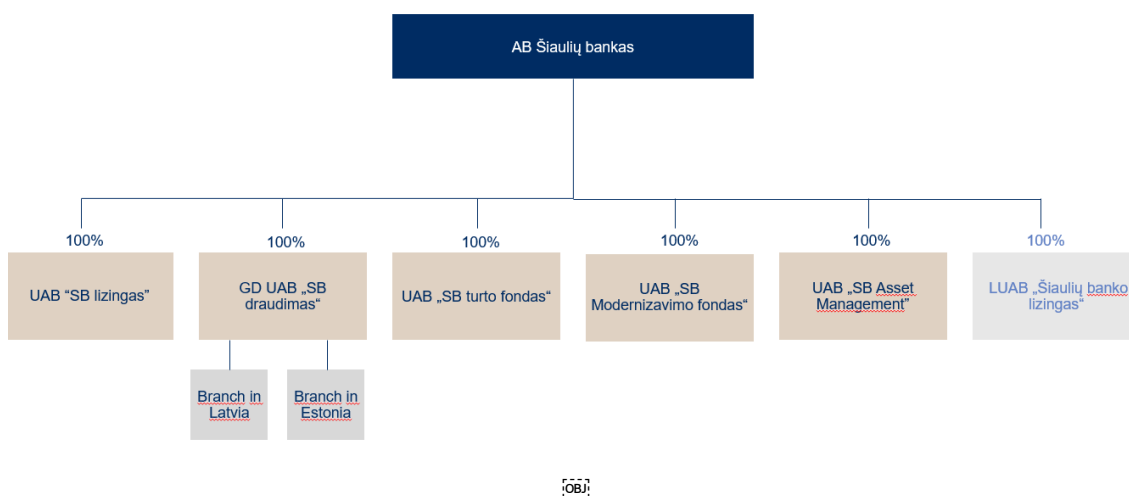 AB Šiaulių bankas
100%
100%
100%
100%
100%
100%
UAB “SB lizingas”
GD UAB „SB
draudimas“
UAB „SB turto fondas“
UAB „SB
Modernizavimo fondas“
UAB „SB Asset
Management”
LUAB „Šiaulių banko
lizingas“
Branch in
Latvia
Branch in
Estonia
OBJ